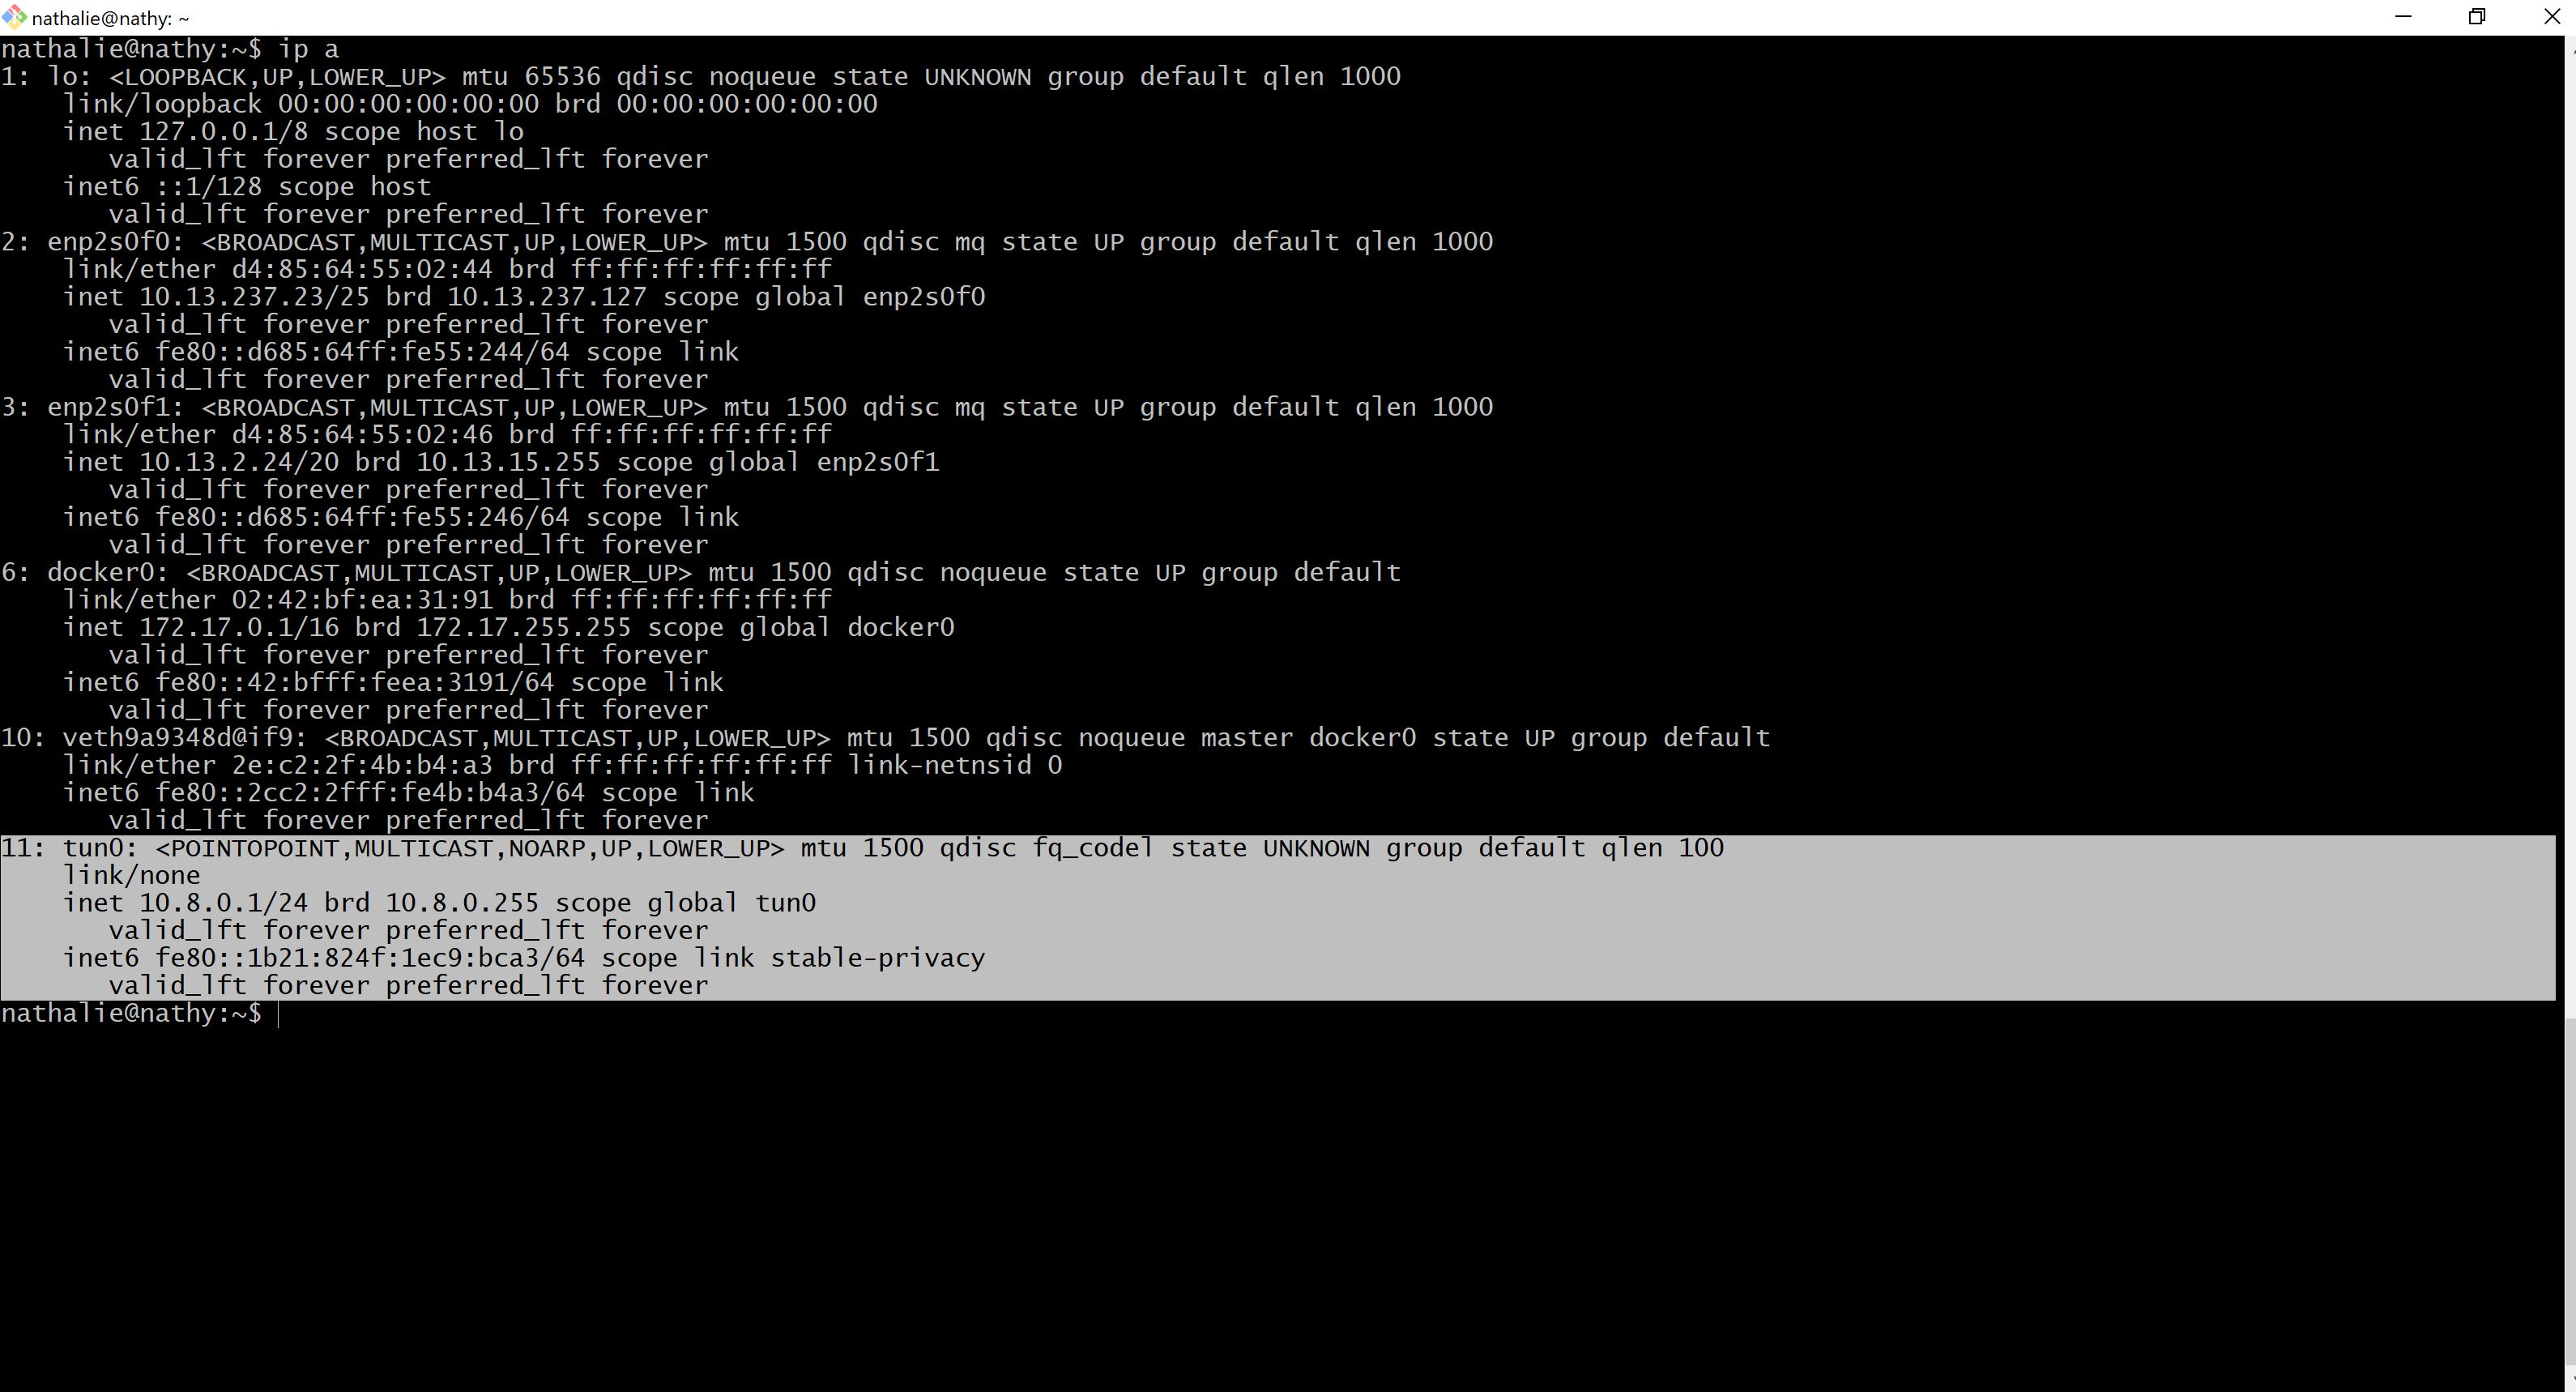 nathalie@nathy: ~
nathalie@nathy:~$ ip a
1: lo: <LOOPBACK,UP,LOWER_UP> mtu 65536 qdisc noqueue state UNKNOWN group default qlen 1000
    link/loopback 00:00:00:00:00:00 brd 00:00:00:00:00:00
    inet 127.0.0.1/8 scope host lo
       valid_lft forever preferred_lft forever
    inet6 ::1/128 scope host
       valid_lft forever preferred_lft forever
2: enp2s0f0: <BROADCAST,MULTICAST,UP,LOWER_UP> mtu 1500 qdisc mq state UP group default qlen 1000
    link/ether d4:85:64:55:02:44 brd ff:ff:ff:ff:ff:ff
    inet 10.13.237.23/25 brd 10.13.237.127 scope global enp2s0f0
       valid_lft forever preferred_lft forever
    inet6 fe80::d685:64ff:fe55:244/64 scope link
       valid_lft forever preferred_lft forever
3: enp2s0f1: <BROADCAST,MULTICAST,UP,LOWER_UP> mtu 1500 qdisc mq state UP group default qlen 1000
    link/ether d4:85:64:55:02:46 brd ff:ff:ff:ff:ff:ff
    inet 10.13.2.24/20 brd 10.13.15.255 scope global enp2s0f1
       valid_lft forever preferred_lft forever
    inet6 fe80::d685:64ff:fe55:246/64 scope link
       valid_lft forever preferred_lft forever
6: docker0: <BROADCAST,MULTICAST,UP,LOWER_UP> mtu 1500 qdisc noqueue state UP group default
    link/ether 02:42:bf:ea:31:91 brd ff:ff:ff:ff:ff:ff
    inet 172.17.0.1/16 brd 172.17.255.255 scope global docker0
       valid_lft forever preferred_lft forever
    inet6 fe80::42:bfff:feea:3191/64 scope link
       valid_lft forever preferred_lft forever
10: veth9a9348d@if9: <BROADCAST,MULTICAST,UP,LOWER_UP> mtu 1500 qdisc noqueue master docker0 state UP group default
    link/ether 2e:c2:2f:4b:b4:a3 brd ff:ff:ff:ff:ff:ff link-netnsid 0
    inet6 fe80::2cc2:2fff:fe4b:b4a3/64 scope link
       valid_lft forever preferred_lft forever
11: tun0: <POINTOPOINT,MULTICAST,NOARP,UP,LOWER_UP> mtu 1500 qdisc fq_codel state UNKNOWN group default qlen 100
    link/none
    inet 10.8.0.1/24 brd 10.8.0.255 scope global tun0
       valid_lft forever preferred_lft forever
    inet6 fe80::1b21:824f:1ec9:bca3/64 scope link stable-privacy
       valid_lft forever preferred_lft forever
nathalie@nathy:~$